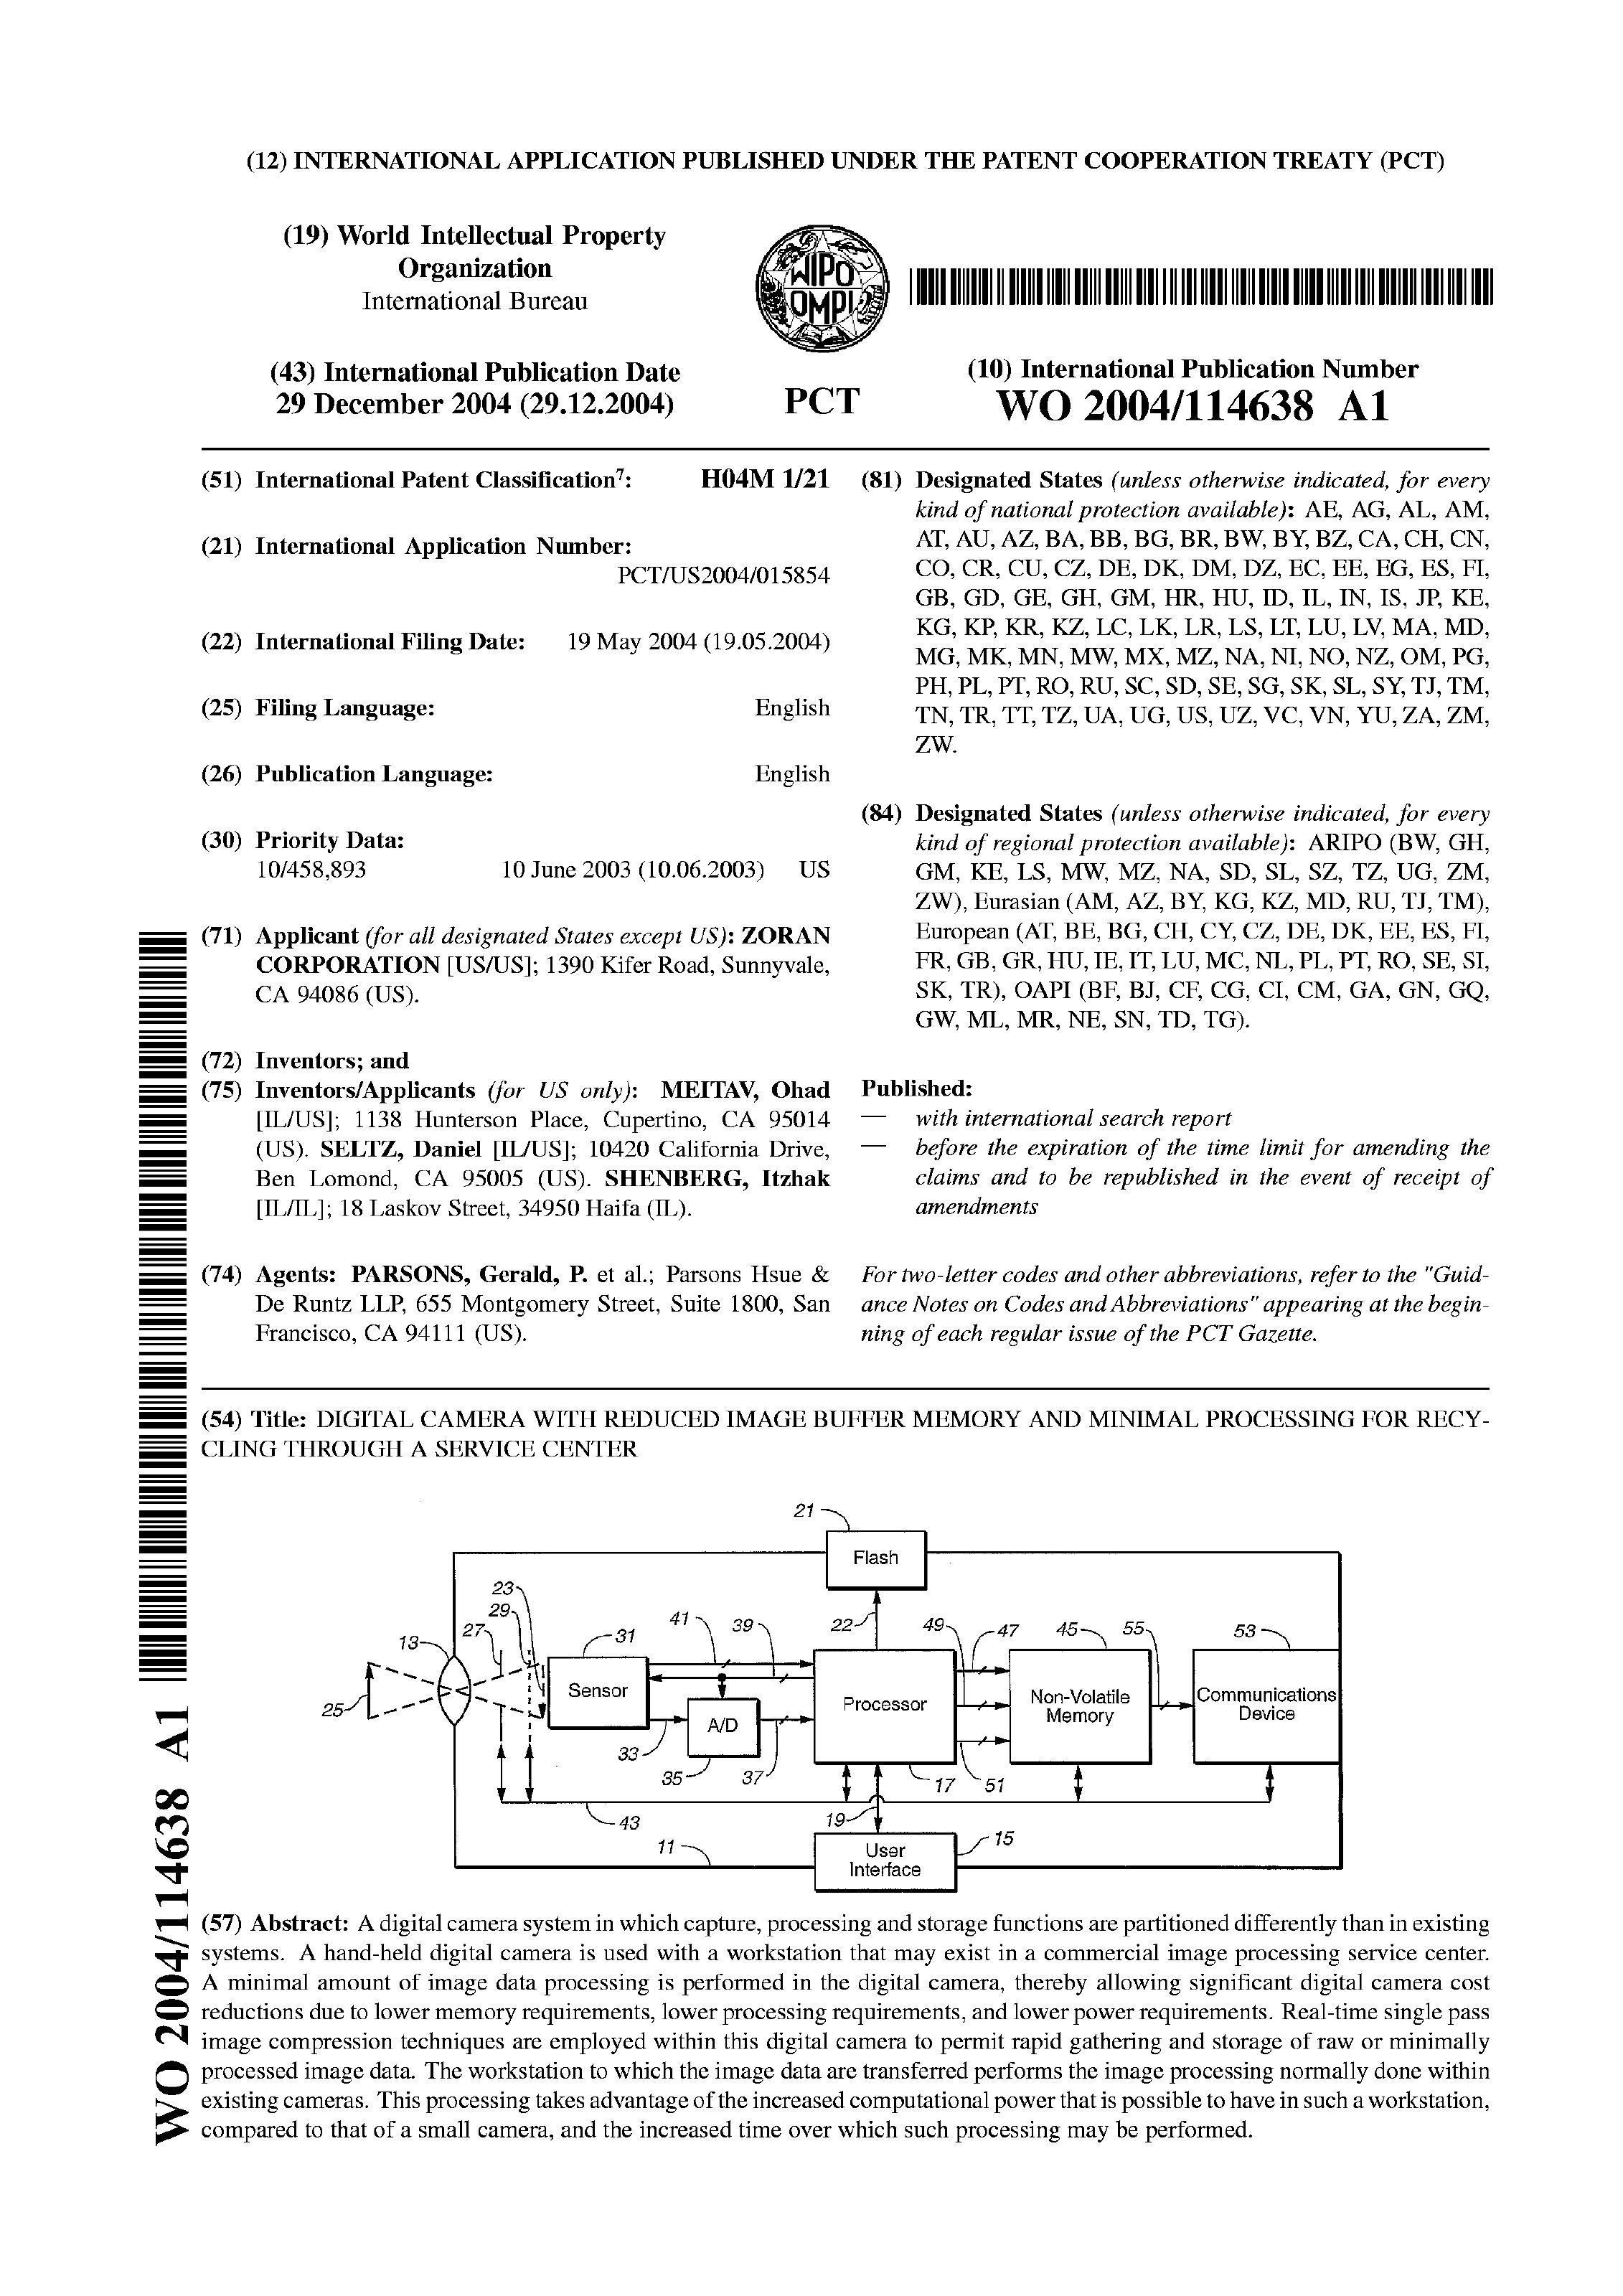 (12) INTERNATIONAL APPLICATION PUBLISHED UNDER THE PATENT COOPERATION TREATY (PCT)
(19) World Intellectual Property
Organization
International Bureau
WIPO
OMPI
(43) International Publication Date
29 December 2004 (29.12.2004)
PCT
(10) International Publication Number
WO 2004/114638 A1
(51) International Patent Classification7: H04M 1/21
(21) International Application Number:
PCT/US2004/015854
(22) International Filing Date: 19 May 2004 (19.05.2004)
(25) Filing Language: English
(26) Publication Language: English
(30) Priority Data:
10/458,893 10 June 2003 (10.06.2003) US
(71) Applicant (for all designated States except US): ZORAN
CORPORATION [US/US]; 1390 Kifer Road, Sunnyvale,
CA 94086 (US).
(72) Inventors; and
(75) Inventors/Applicants (for US only): MEITAV, Ohad
[IL/US]; 1138 Hunterson Place, Cupertino, CA 95014
(US). SELTZ, Daniel [IL/US]; 10420 California Drive,
Ben Lomond, CA 95005 (US). SHENBERG, Itzhak
[IL/IL]; 18 Laskov Street, 34950 Haifa (IL).
(74) Agents: PARSONS, Gerald, P. et al.; Parsons Hsue &
De Runtz LLP, 655 Montgomery Street, Suite 1800, San
Francisco, CA 94111 (US).
(81) Designated States (unless otherwise indicated, for every
kind of national protection available): AE, AG, AL, AM,
AT, AU, AZ, BA, BB, BG, BR, BW, BY, BZ, CA, CH, CN,
CO, CR, CU, CZ, DE, DK, DM, DZ, EC, EE, EG, ES, FI,
GB, GD, GE, GH, GM, HR, HU, ID, IL, IN, IS, JP, KE,
KG, KP, KR, KZ, LC, LK, LR, LS, LT, LU, LV, MA, MD,
MG, MK, MN, MW, MX, MZ, NA, NI, NO, NZ, OM, PG,
PH, PL, PT, RO, RU, SC, SD, SE, SG, SK, SL, SY, TJ, TM,
TN, TR, TT, TZ, UA, UG, US, UZ, VC, VN, YU, ZA, ZM,
ZW.
(84) Designated States (unless otherwise indicated, for every
kind of regional protection available): ARIPO (BW, GH,
GM, KE, LS, MW, MZ, NA, SD, SL, SZ, TZ, UG, ZM,
ZW), Eurasian (AM, AZ, BY, KG, KZ, MD, RU, TJ, TM),
European (AT, BE, BG, CH, CY, CZ, DE, DK, EE, ES, FI,
FR, GB, GR, HU, IE, IT, LU, MC, NL, PL, PT, RO, SE, SI,
SK, TR), OAPI (BF, BJ, CF, CG, CI, CM, GA, GN, GQ,
GW, ML, MR, NE, SN, TD, TG).
Published:
— with international search report
— before the expiration of the time limit for amending the
claims and to be republished in the event of receipt of
amendments
For two-letter codes and other abbreviations, refer to the "Guid-
ance Notes on Codes and Abbreviations" appearing at the begin-
ning of each regular issue of the PCT Gazette.
(54) Title: DIGITAL CAMERA WITH REDUCED IMAGE BUFFER MEMORY AND MINIMAL PROCESSING FOR RECY-
CLING THROUGH A SERVICE CENTER
21
Flash
23
29
27
13
25
31
Sensor
41
39
33
A/D
35
37
22
Processor
49
47
17
51
45
Non-Volatile
Memory
55
53
Communications
Device
43
19
11
User
Interface
15
(57) Abstract: A digital camera system in which capture, processing and storage functions are partitioned differently than in existing
systems. A hand-held digital camera is used with a workstation that may exist in a commercial image processing service center.
A minimal amount of image data processing is performed in the digital camera, thereby allowing significant digital camera cost
reductions due to lower memory requirements, lower processing requirements, and lower power requirements. Real-time single pass
image compression techniques are employed within this digital camera to permit rapid gathering and storage of raw or minimally
processed image data. The workstation to which the image data are transferred performs the image processing normally done within
existing cameras. This processing takes advantage of the increased computational power that is possible to have in such a workstation,
compared to that of a small camera, and the increased time over which such processing may be performed.
WO 2004/114638 A1